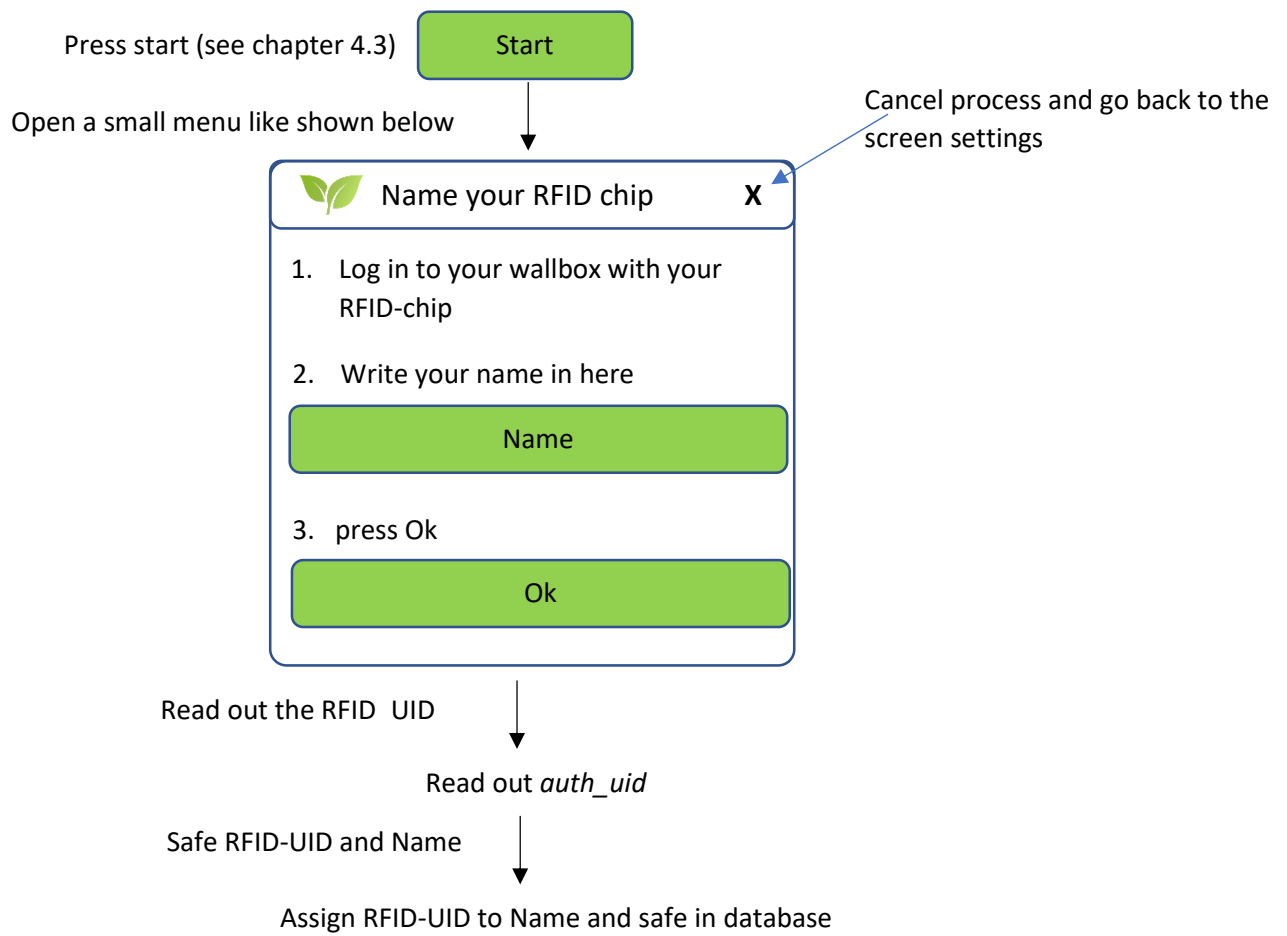 Press start (see chapter 4.3)
Start
Open a small menu like shown below
Cancel process and go back to the
screen settings
Name your RFID chip
X
1. Log in to your wallbox with your
RFID-chip
2. Write your name in here
Name
3. press Ok
Ok
Read out the RFID UID
Read out auth_uid
Safe RFID-UID and Name
Assign RFID-UID to Name and safe in database